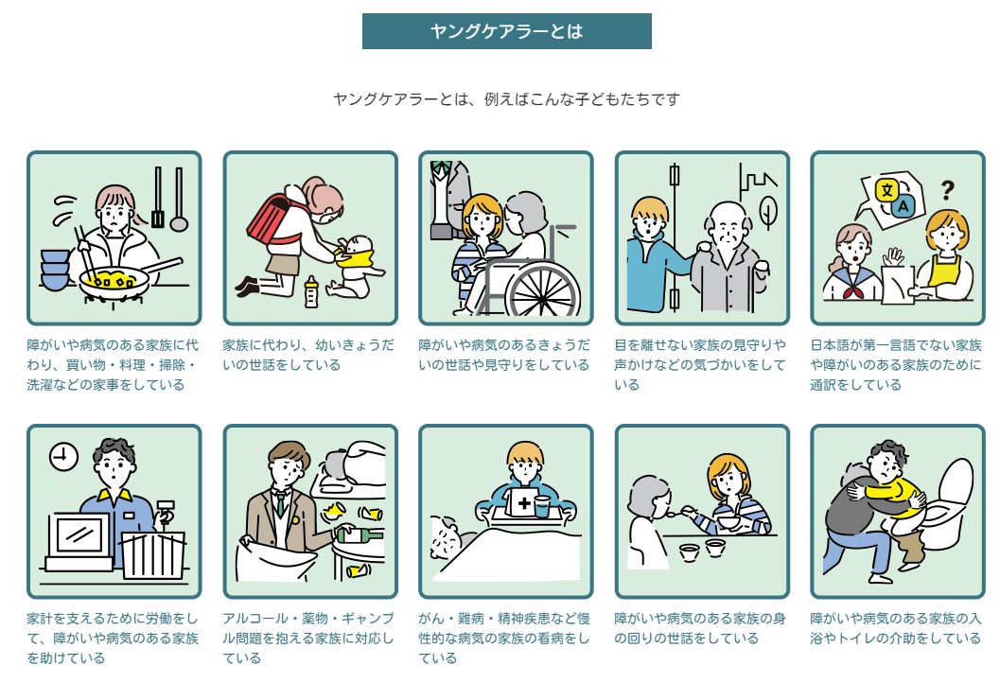 ヤングケアラーとは
ヤングケアラーとは、例えばこんな子どもたちです
文
A
?
障がいや病気のある家族に代
わり、買い物・料理・掃除・
洗濯などの家事をしている
家族に代わり、幼いきょうだ
いの世話をしている
障がいや病気のあるきょうだ
いの世話や見守りをしている
目を離せない家族の見守りや
声かけなどの気づかいをして
いる
日本語が第一言語でない家族
や障がいのある家族のために
通訳をしている
家計を支えるために労働をし
て、障がいや病気のある家族
を助けている
アルコール・薬物・ギャンブ
ル問題を抱える家族に対応し
ている
がん・難病・精神疾患など慢
性的な病気の家族の看病をし
ている
障がいや病気のある家族の身
の回りの世話をしている
障がいや病気のある家族の入
浴やトイレの介助をしている